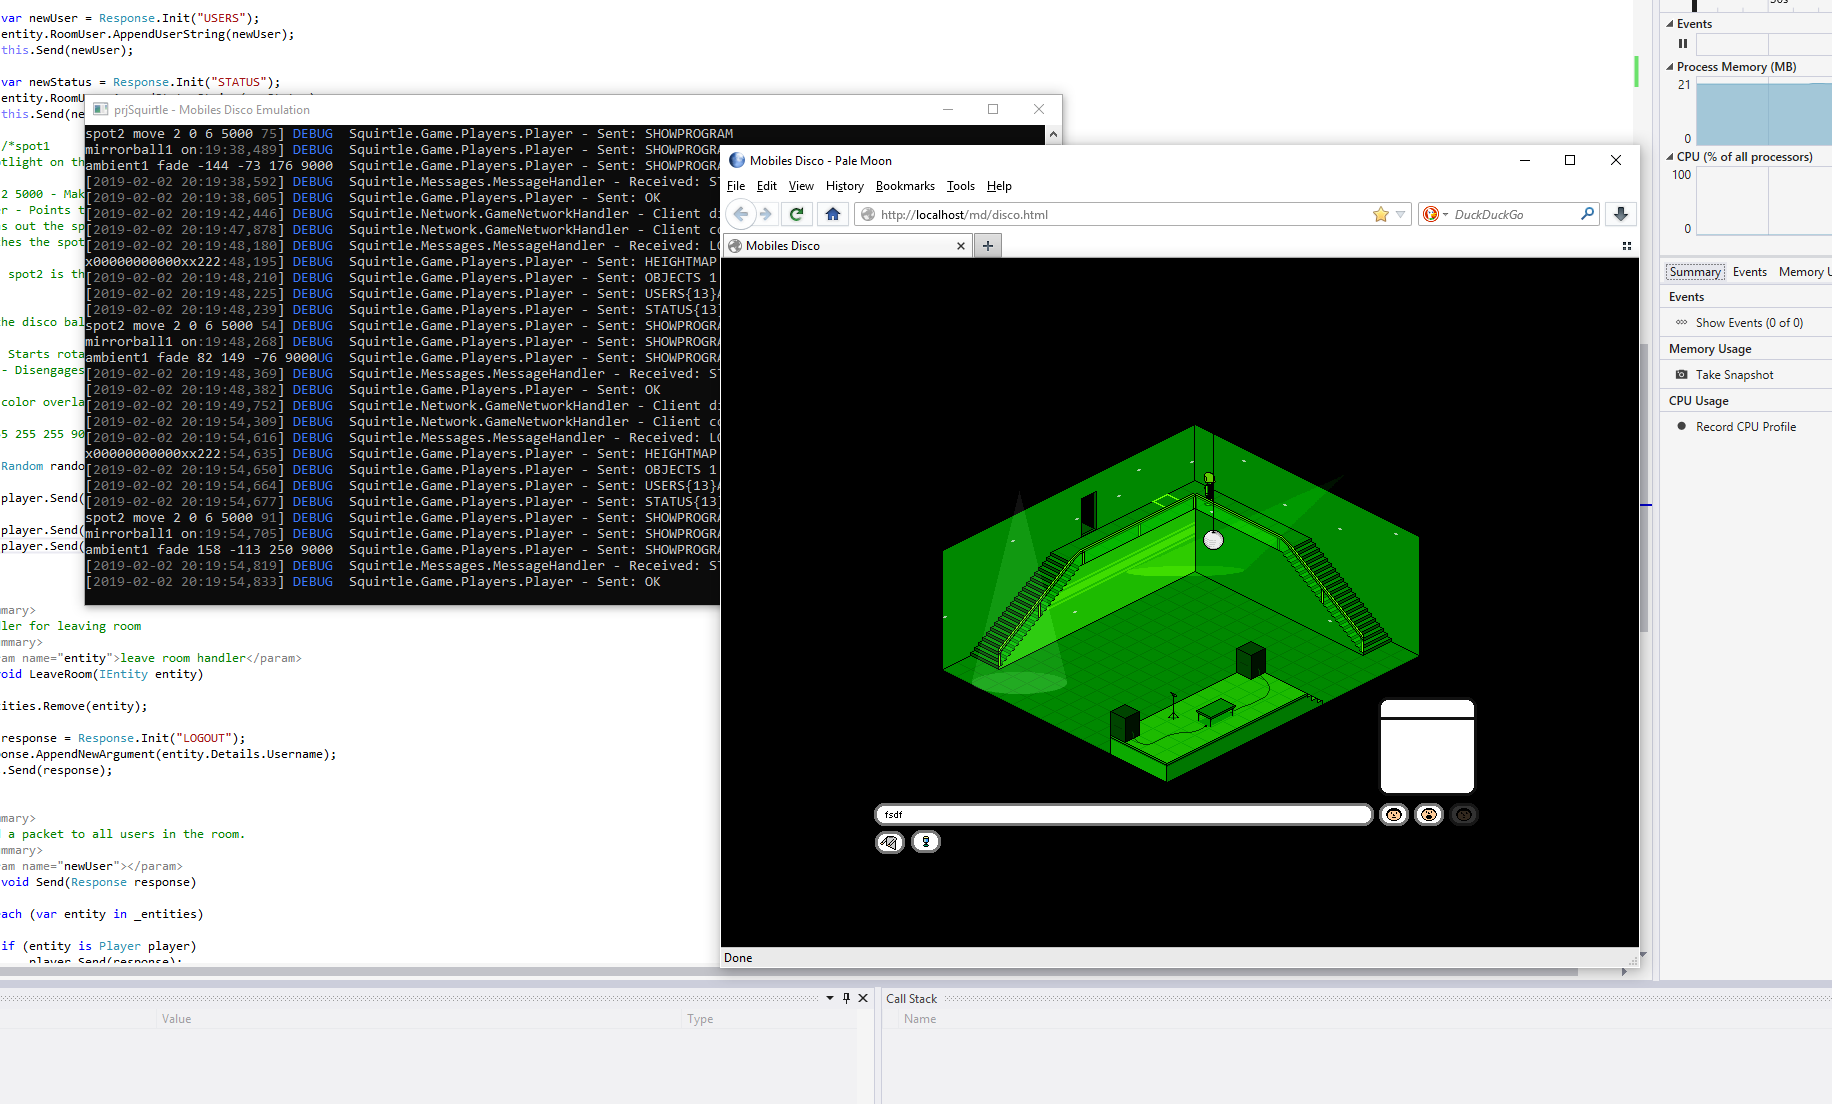 var newUser = Response.Init("USERS");
entity.RoomUser.AppendUserString(newUser);
this.Send(newUser);
var newStatus = Response.Init("STATUS");
entity.RoomU
this.Send(ne
/*spot1
otlight on th
2 5000 - Mak
er - Points t
s out the sp
hes the spot
spot2 is th
he disco bal
Starts rota
- Disengages
color overla
5 255 255 90
Random rando
player.Send(
player.Send(
player.Send(
mary>
ler for leaving room
mmary>
am name="entity">leave room handler</param>
oid LeaveRoom(IEntity entity)
ities.Remove(entity);
response = Response.Init("LOGOUT");
onse.AppendNewArgument(entity.Details.Username);
.Send(response);
mmary>
d a packet to all users in the room.
mmary>
am name="newUser"></param>
void Send(Response response)
each (var entity in _entities)
if (entity is Player player)
player.Send(response);
prjSquirtle - Mobiles Disco Emulation
spot2 move 2 0 6 5000 75] DEBUG Squirtle.Game.Players.Player - Sent: SHOWPROGRAM
mirrorball1 on:19:38,489] DEBUG Squirtle.Game.Players.Player - Sent: SHOWPROGRA
ambient1 fade -144 -73 176 9000 Squirtle.Game.Players.Player - Sent: SHOWPROGRA
[2019-02-02 20:19:38,592] DEBUG Squirtle.Messages.MessageHandler - Received: ST
[2019-02-02 20:19:38,605] DEBUG Squirtle.Game.Players.Player - Sent: OK
[2019-02-02 20:19:42,446] DEBUG Squirtle.Network.GameNetworkHandler - Client di
[2019-02-02 20:19:47,878] DEBUG Squirtle.Network.GameNetworkHandler - Client co
[2019-02-02 20:19:48,180] DEBUG Squirtle.Messages.MessageHandler - Received: LO
x00000000000xx222:48,195] DEBUG Squirtle.Game.Players.Player - Sent: HEIGHTMAP
[2019-02-02 20:19:48,210] DEBUG Squirtle.Game.Players.Player - Sent: OBJECTS 1
[2019-02-02 20:19:48,225] DEBUG Squirtle.Game.Players.Player - Sent: USERS{13}A
[2019-02-02 20:19:48,239] DEBUG Squirtle.Game.Players.Player - Sent: STATUS{13}
spot2 move 2 0 6 5000 54] DEBUG Squirtle.Game.Players.Player - Sent: SHOWPROGRA
mirrorball1 on:19:48,268] DEBUG Squirtle.Game.Players.Player - Sent: SHOWPROGRA
ambient1 fade 82 149 -76 9000UG Squirtle.Game.Players.Player - Sent: SHOWPROGRA
[2019-02-02 20:19:48,369] DEBUG Squirtle.Messages.MessageHandler - Received: ST
[2019-02-02 20:19:48,382] DEBUG Squirtle.Game.Players.Player - Sent: OK
[2019-02-02 20:19:49,752] DEBUG Squirtle.Network.GameNetworkHandler - Client di
[2019-02-02 20:19:54,309] DEBUG Squirtle.Network.GameNetworkHandler - Client co
[2019-02-02 20:19:54,616] DEBUG Squirtle.Messages.MessageHandler - Received: LO
x00000000000xx222:54,635] DEBUG Squirtle.Game.Players.Player - Sent: HEIGHTMAP
[2019-02-02 20:19:54,650] DEBUG Squirtle.Game.Players.Player - Sent: OBJECTS 1
[2019-02-02 20:19:54,664] DEBUG Squirtle.Game.Players.Player - Sent: USERS{13}A
[2019-02-02 20:19:54,677] DEBUG Squirtle.Game.Players.Player - Sent: STATUS{13}
spot2 move 2 0 6 5000 91] DEBUG Squirtle.Game.Players.Player - Sent: SHOWPROGRA
mirrorball1 on:19:54,705] DEBUG Squirtle.Game.Players.Player - Sent: SHOWPROGRA
ambient1 fade 158 -113 250 9000 Squirtle.Game.Players.Player - Sent: SHOWPROGRA
[2019-02-02 20:19:54,819] DEBUG Squirtle.Messages.MessageHandler - Received: ST
[2019-02-02 20:19:54,833] DEBUG Squirtle.Game.Players.Player - Sent: OK
Mobiles Disco - Pale Moon
File Edit View History Bookmarks Tools Help
http://localhost/md/disco.html
DuckDuckGo
Mobiles Disco
fsdf
Done
Events
Process Memory (MB)
21
0
CPU (% of all processors)
100
0
Summary Events Memory U
Events
Show Events (0 of 0)
Memory Usage
Take Snapshot
CPU Usage
Record CPU Profile
Value Type
Call Stack
Name